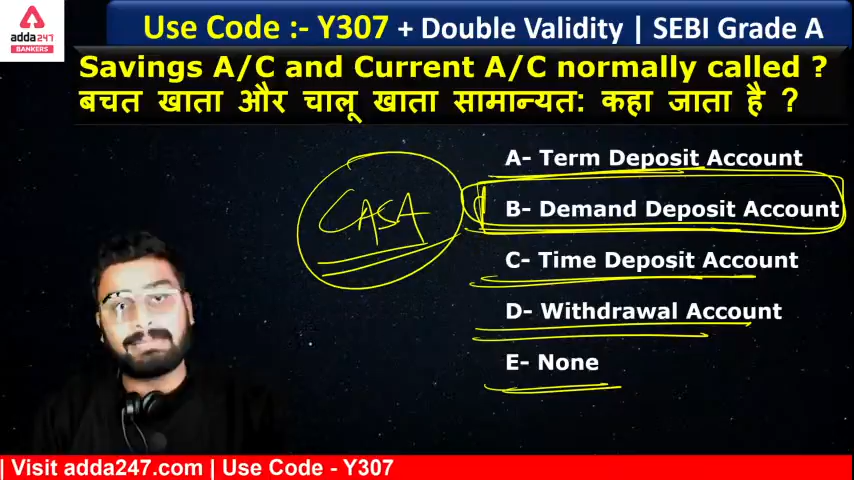 adda247
BANKERS
Use Code :- Y307 + Double Validity | SEBI Grade A
Savings A/C and Current A/C normally called ?
बचत खाता और चालू खाता सामान्यत: कहा जाता है ?
CASA
A- Term Deposit Account
B- Demand Deposit Account
C- Time Deposit Account
D- Withdrawal Account
E- None
| Visit adda247.com | Use Code - Y307